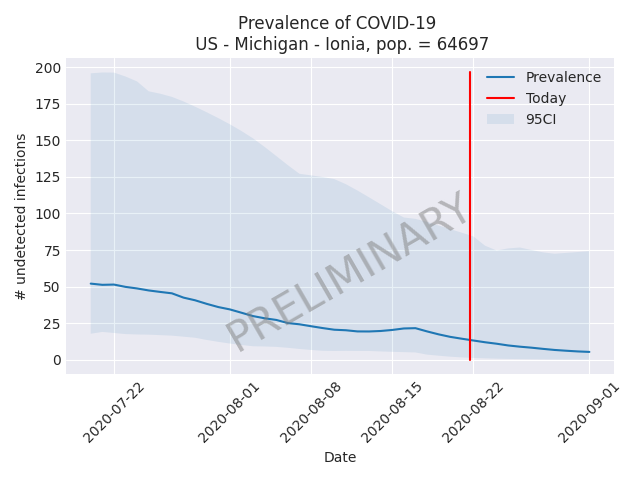 Prevalence of COVID-19
US - Michigan - Ionia, pop. = 64697
# undetected infections
200
175
150
125
100
75
50
25
0
Prevalence
Today
95CI
PRELIMINARY
2020-07-22
2020-08-01
2020-08-08
2020-08-15
2020-08-22
2020-09-01
Date